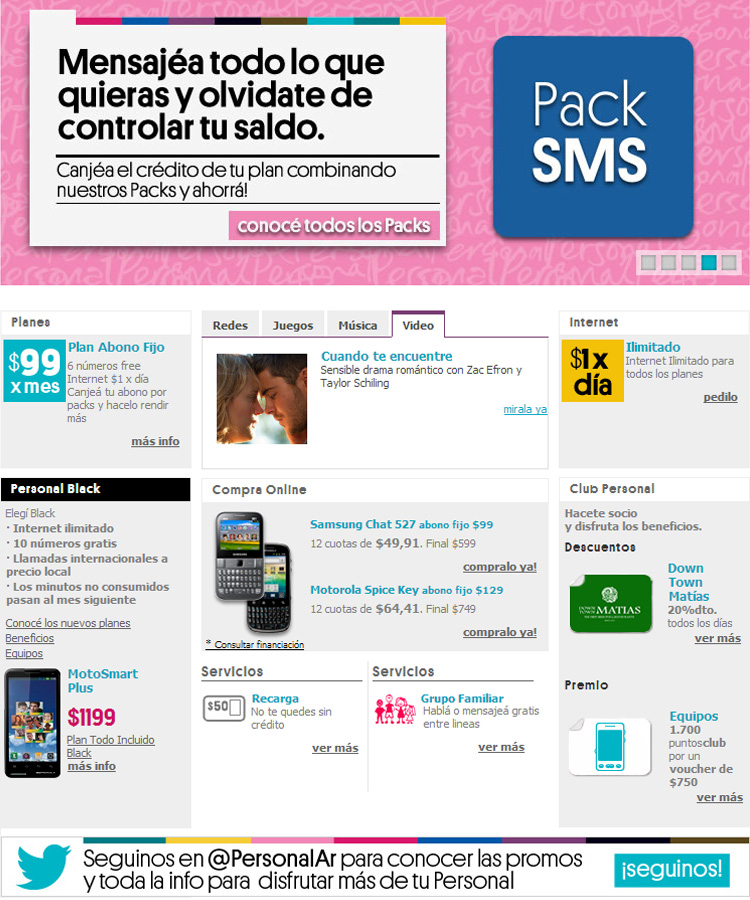 Mensajéa todo lo que
quieras y olvidate de
controlar tu saldo.
Canjéa el crédito de tu plan combinando
nuestros Packs y ahorrá!
conocé todos los Packs
Pack
SMS
Planes
$99
x mes
Plan Abono Fijo
6 números free
Internet $1 x día
Canjeá tu abono por
packs y hacelo rendir
más
más info
Redes
Juegos
Música
Video
Cuando te encuentre
Sensible drama romántico con Zac Efron y
Taylor Schiling
mirala ya
Internet
$1x
día
Ilimitado
Internet Ilimitado para
todos los planes
pedilo
Personal Black
Elegí Black
· Internet ilimitado
· 10 números gratis
· Llamadas internacionales a
precio local
· Los minutos no consumidos
pasan al mes siguiente
Conocé los nuevos planes
Beneficios
Equipos
MotoSmart
Plus
$1199
Plan Todo Incluido
Black
más info
Compra Online
Samsung Chat 527 abono fijo $99
12 cuotas de $49,91. Final $599
compralo ya!
Motorola Spice Key abono fijo $129
12 cuotas de $64,41. Final $749
compralo ya!
* Consultar financiación
Servicios
$50
Recarga
No te quedes sin
crédito
ver más
Servicios
Grupo Familiar
Hablá o mensajeá gratis
entre lineas
ver más
Club Personal
Hacete socio
y disfruta los beneficios.
Descuentos
DOWN TOWN MATIAS
Down
Town
Matías
20%dto.
todos los días
ver más
Premio
Equipos
1.700
puntosclub
por un
voucher de
$750
ver más
Seguinos en @PersonalAr para conocer las promos
y toda la info para disfrutar más de tu Personal
¡seguinos!